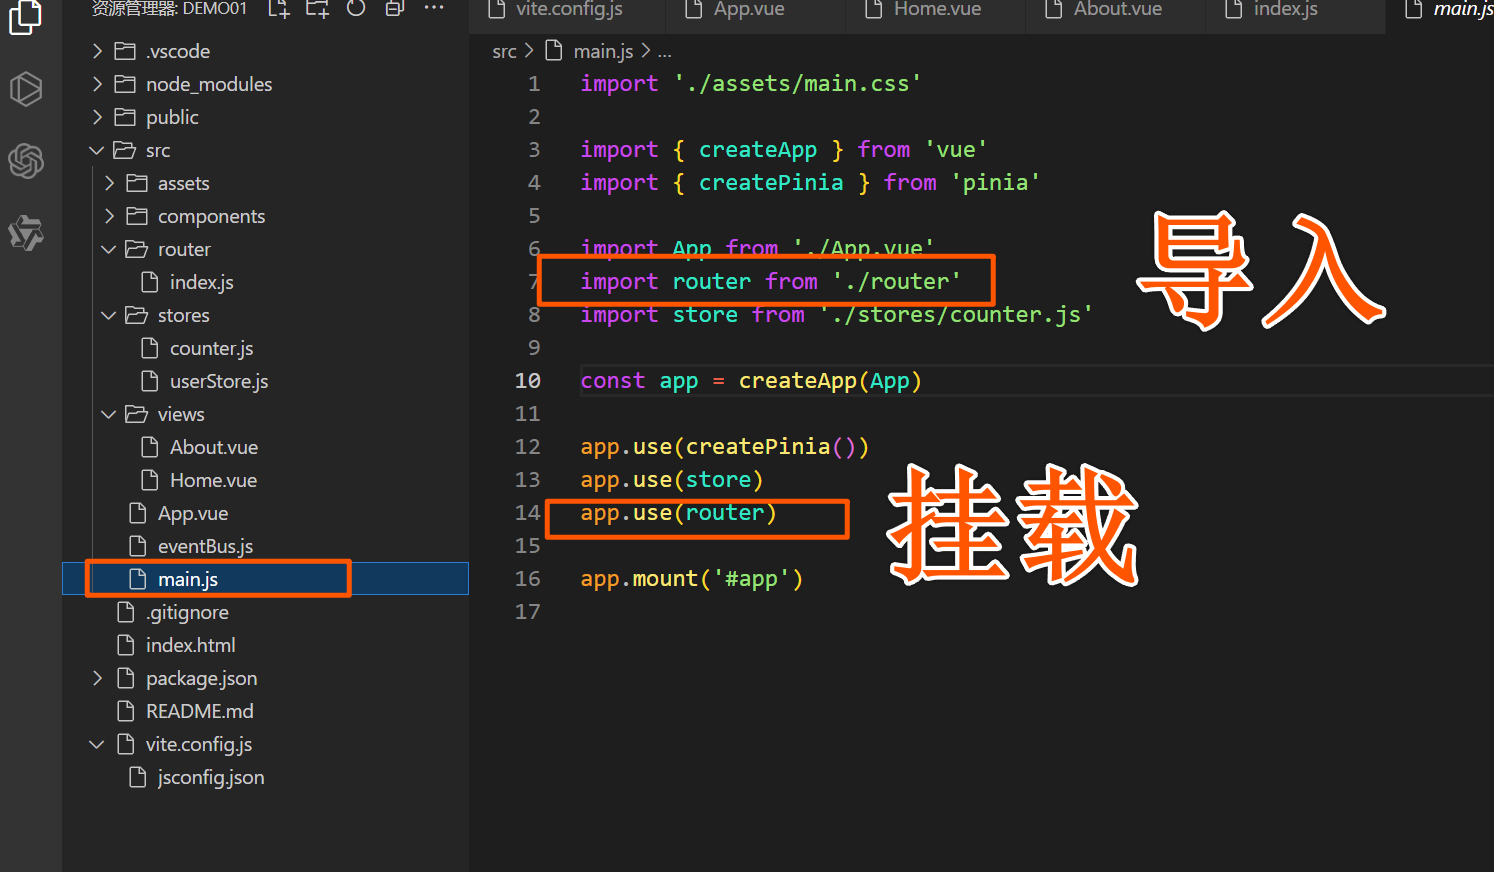 资源管理器: DEMO01
.vscode
node_modules
public
src
assets
components
router
index.js
stores
counter.js
userStore.js
views
About.vue
Home.vue
App.vue
eventBus.js
main.js
.gitignore
index.html
package.json
README.md
vite.config.js
jsconfig.json
vite.config.js App.vue Home.vue About.vue index.js main.js
src > main.js > ...
1 import './assets/main.css'
2
3 import { createApp } from 'vue'
4 import { createPinia } from 'pinia'
5
6 import App from './App.vue'
7 import router from './router'
8 import store from './stores/counter.js'
9
10 const app = createApp(App)
11
12 app.use(createPinia())
13 app.use(store)
14 app.use(router)
15
16 app.mount('#app')
17
导入
挂载